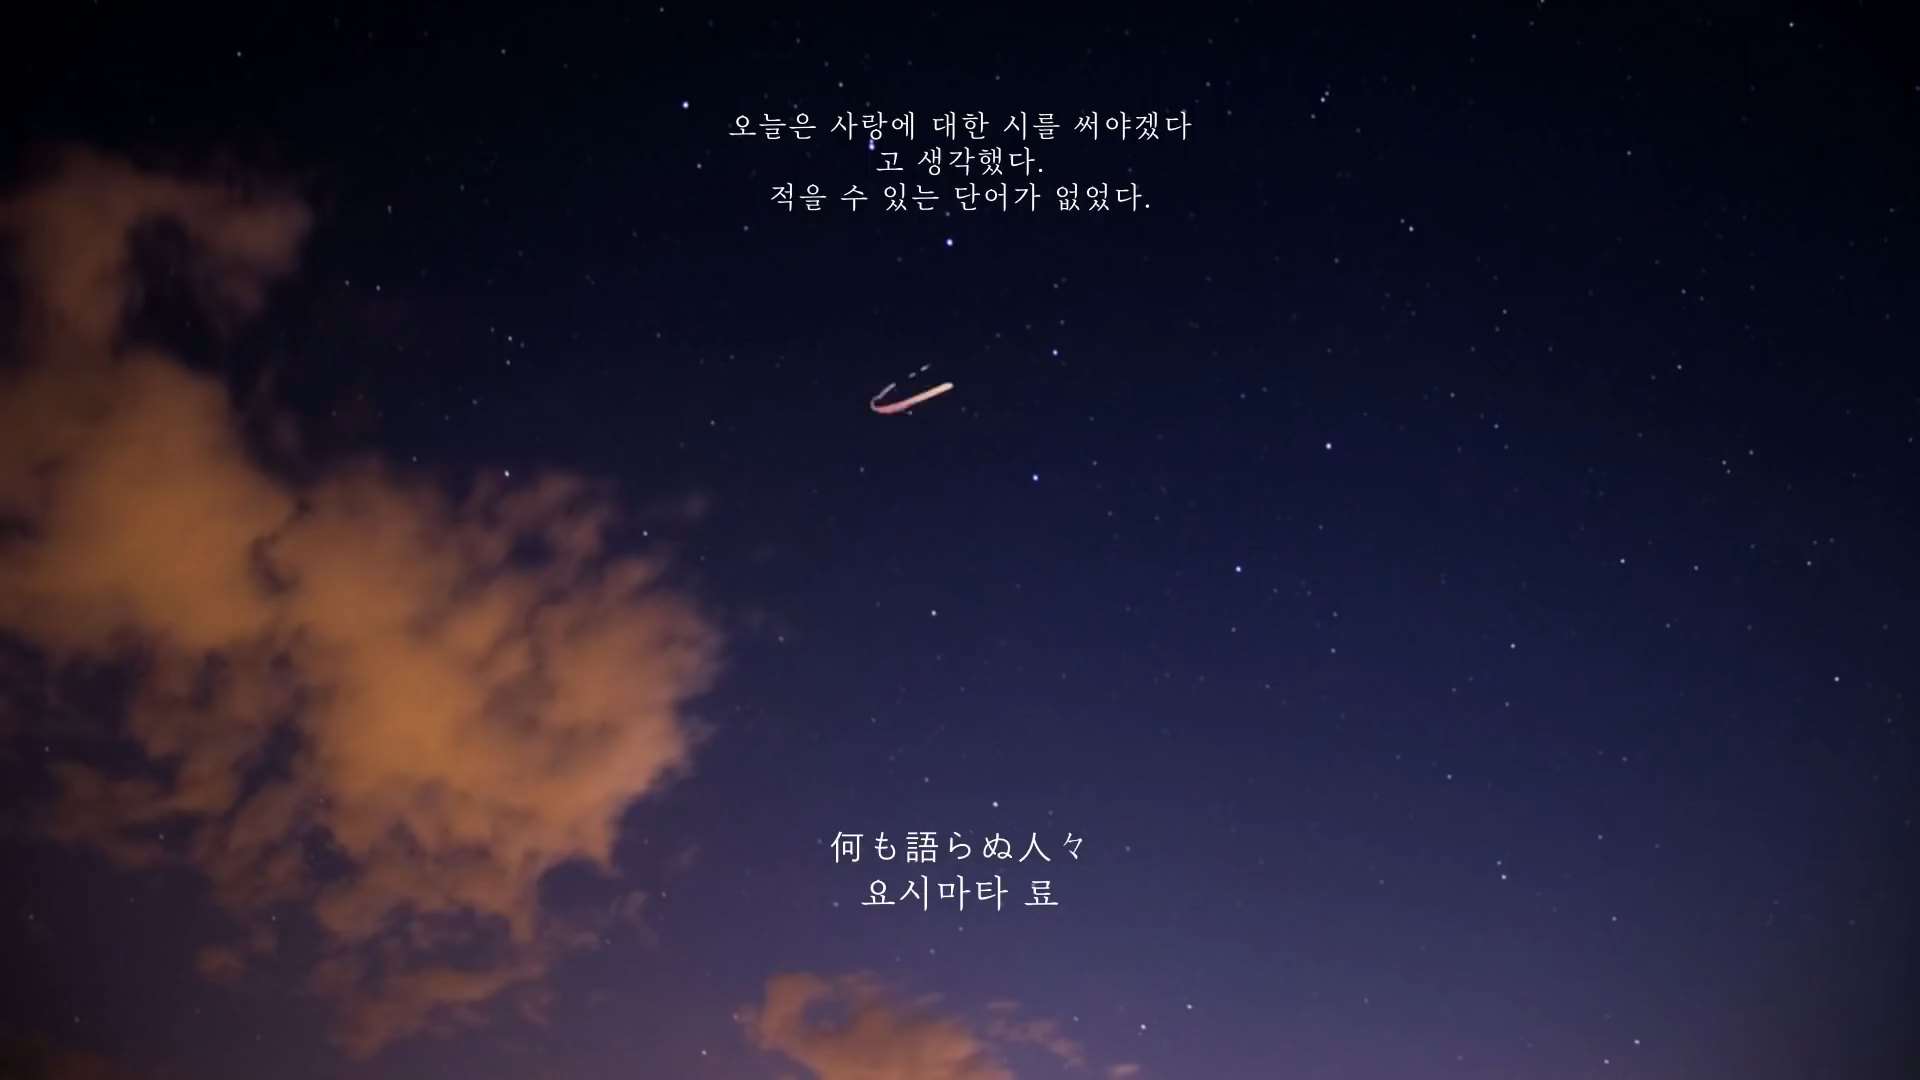 오늘은 사랑에 대한 시를 써야겠다
고 생각했다.
적을 수 있는 단어가 없었다.
何も語らぬ人々
요시마타 료